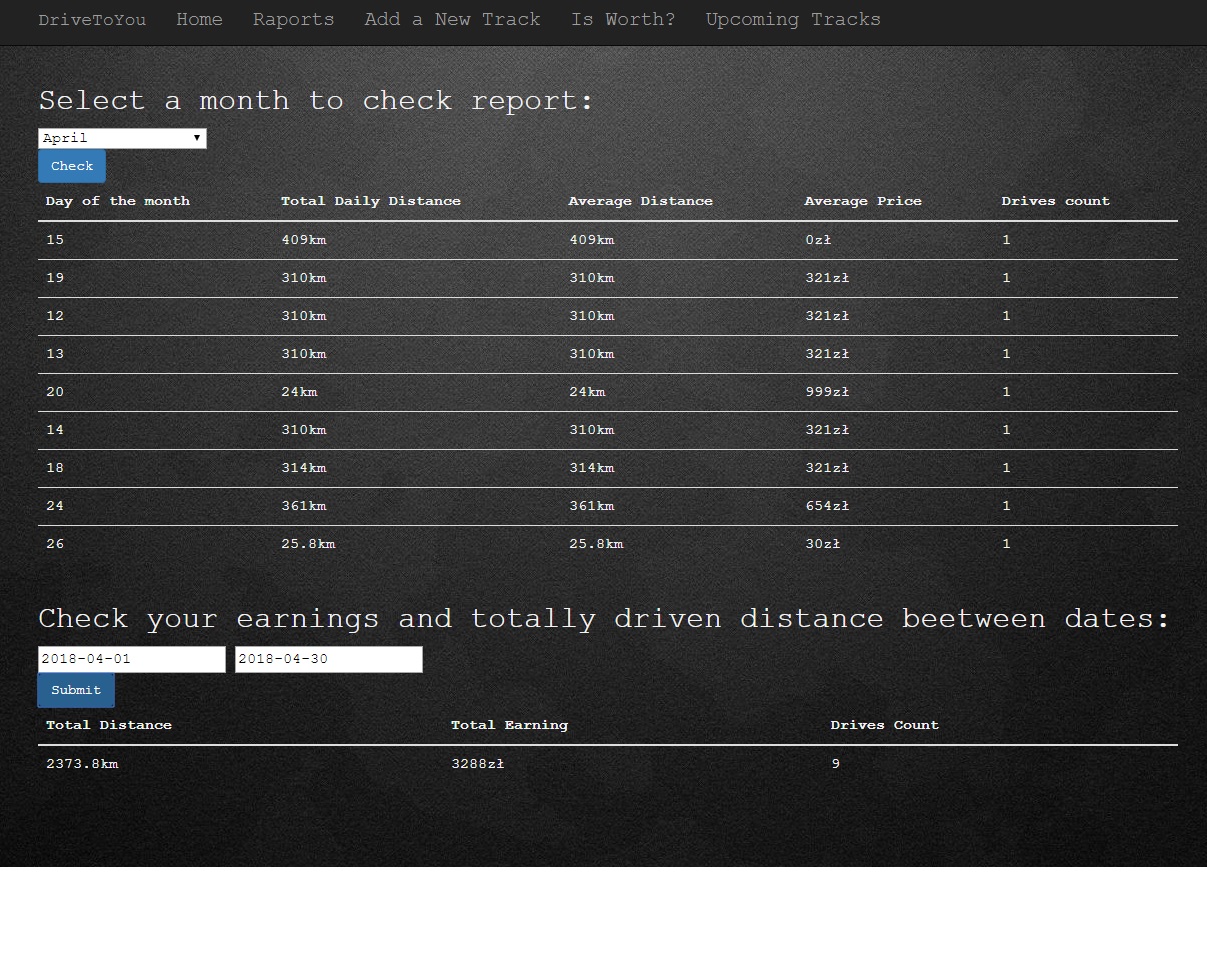 DriveToYou Home Raports Add a New Track Is Worth? Upcoming Tracks
Select a month to check report:
April
Check
Day of the month Total Daily Distance Average Distance Average Price Drives count
15 409km 409km 0zł 1
19 310km 310km 321zł 1
12 310km 310km 321zł 1
13 310km 310km 321zł 1
20 24km 24km 999zł 1
14 310km 310km 321zł 1
18 314km 314km 321zł 1
24 361km 361km 654zł 1
26 25.8km 25.8km 30zł 1
Check your earnings and totally driven distance beetween dates:
2018-04-01 2018-04-30
Submit
Total Distance Total Earning Drives Count
2373.8km 3288zł 9